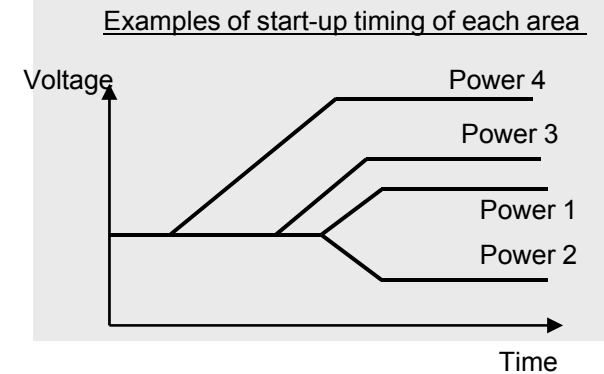 Examples of start-up timing of each area
Voltage
Power 4
Power 3
Power 1
Power 2
Time